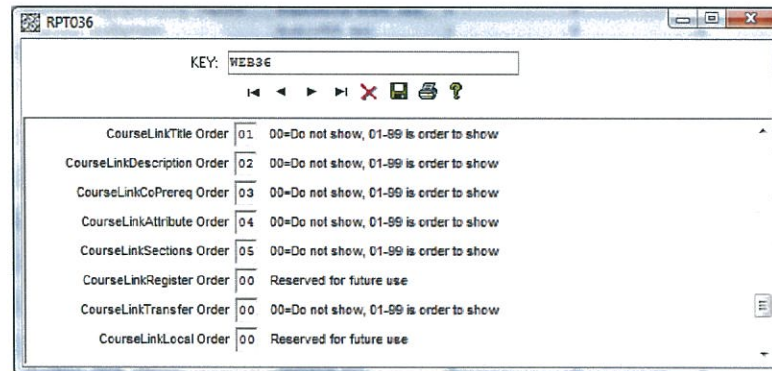 RPT036
KEY: WEB36
CourseLinkTitle Order 01 00=Do not show, 01-99 is order to show
CourseLinkDescription Order 02 00=Do not show, 01-99 is order to show
CourseLinkCoPrereq Order 03 00=Do not show, 01-99 is order to show
CourseLinkAttribute Order 04 00=Do not show, 01-99 is order to show
CourseLinkSections Order 05 00=Do not show, 01-99 is order to show
CourseLinkRegister Order 00 Reserved for future use
CourseLinkTransfer Order 00 00=Do not show, 01-99 is order to show
CourseLinkLocal Order 00 Reserved for future use